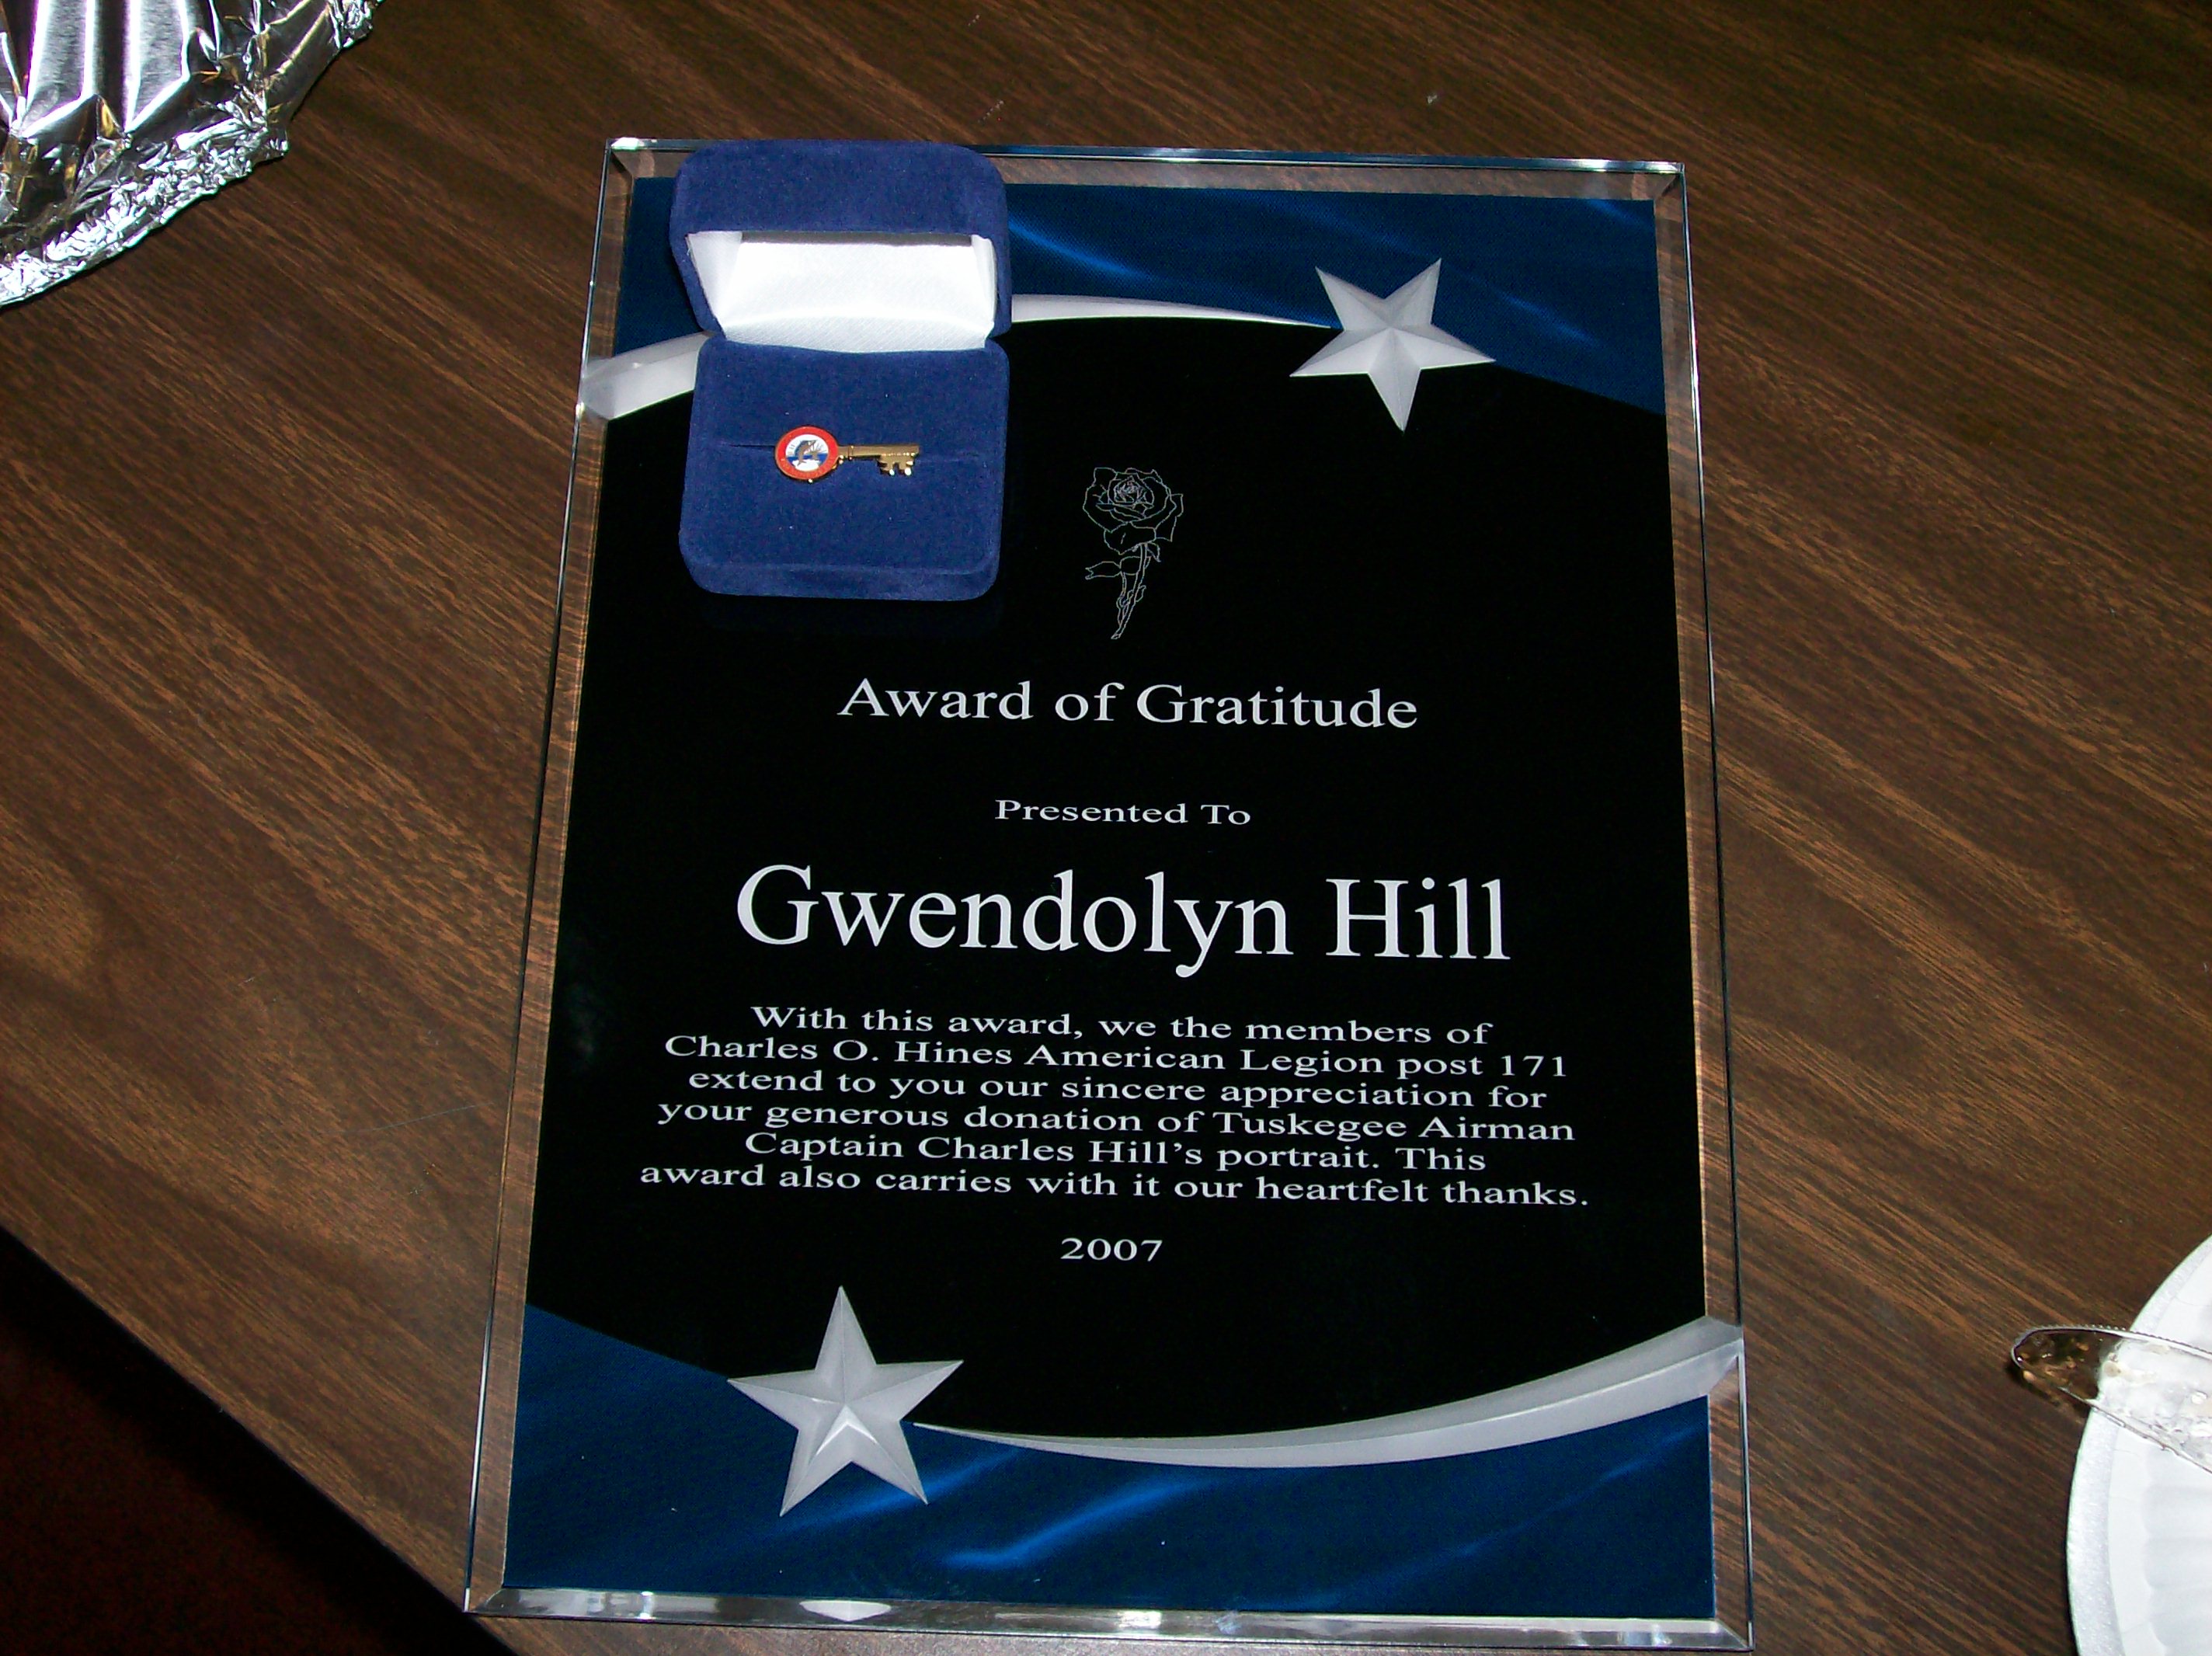 Award of Gratitude
Presented To
Gwendolyn Hill
With this award, we the members of
Charles O. Hines American Legion post 171
extend to you our sincere appreciation for
your generous donation of Tuskegee Airman
Captain Charles Hill's portrait. This
award also carries with it our heartfelt thanks.
2007